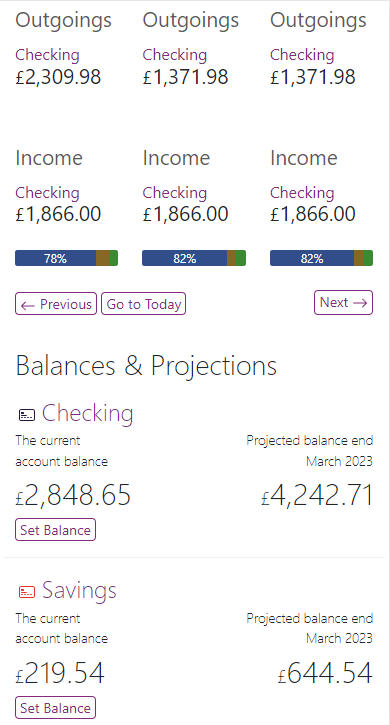 Outgoings Outgoings Outgoings
Checking Checking Checking
£2,309.98 £1,371.98 £1,371.98
Income Income Income
Checking Checking Checking
£1,866.00 £1,866.00 £1,866.00
78% 82% 82%
← Previous Go to Today Next →
Balances & Projections
Checking
The current Projected balance end
account balance March 2023
£2,848.65 £4,242.71
Set Balance
Savings
The current Projected balance end
account balance March 2023
£219.54 £644.54
Set Balance